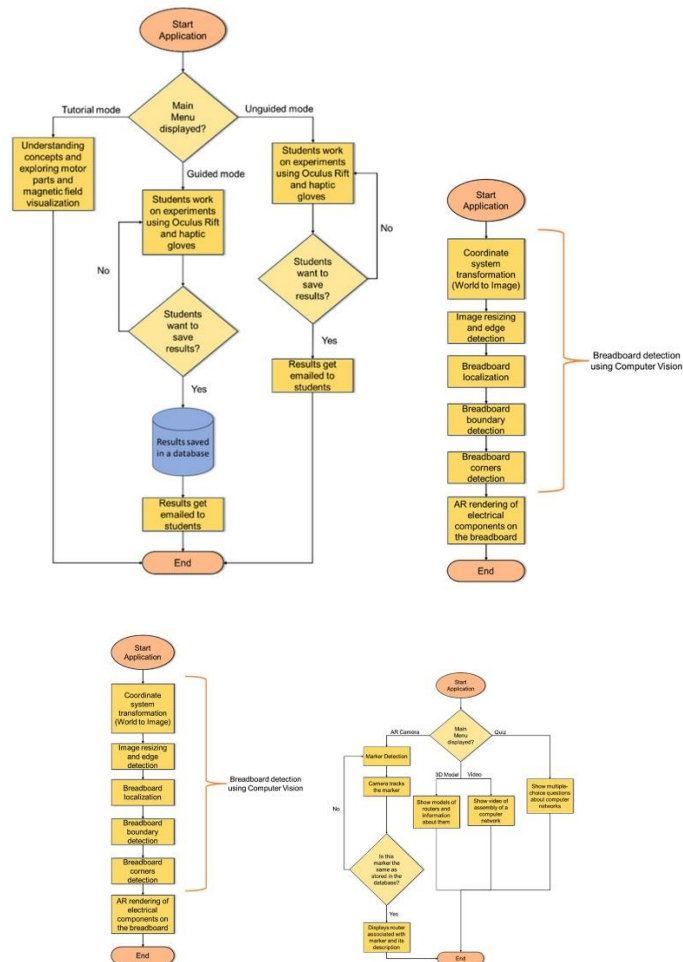 Start
Application
Main
Menu
displayed?
Tutorial mode
Unguided mode
Guided mode
Understanding
concepts and
exploring motor
parts and
magnetic field
visualization
Students work
on experiments
using Oculus Rift
and haptic
gloves
No
Students
want to
save
results?
Yes
Results saved
in a database
Results get
emailed to
students
Students work
on experiments
using Oculus Rift
and haptic
gloves
No
Students
want to
save
results?
Yes
Results get
emailed to
students
End
Start
Application
Coordinate
system
transformation
(World to Image)
Image resizing
and edge
detection
Breadboard
localization
Breadboard
boundary
detection
Breadboard
corners
detection
Breadboard detection
using Computer Vision
AR rendering of
electrical
components on
the breadboard
End
Start
Application
Coordinate
system
transformation
(World to Image)
Image resizing
and edge
detection
Breadboard
localization
Breadboard
boundary
detection
Breadboard
corners
detection
Breadboard detection
using Computer Vision
AR rendering of
electrical
components on
the breadboard
End
Start
Application
Main
Menu
displayed?
AR Camera
Quiz
3D Model
Video
Marker Detection
Camera tracks
the marker
No
Is this
marker the
same as
stored in the
database?
Yes
Displays router
associated with
marker and its
description
Show models of
routers and
information
about them
Show video of
assembly of a
computer
network
Show multiple-
choice questions
about computer
networks
End